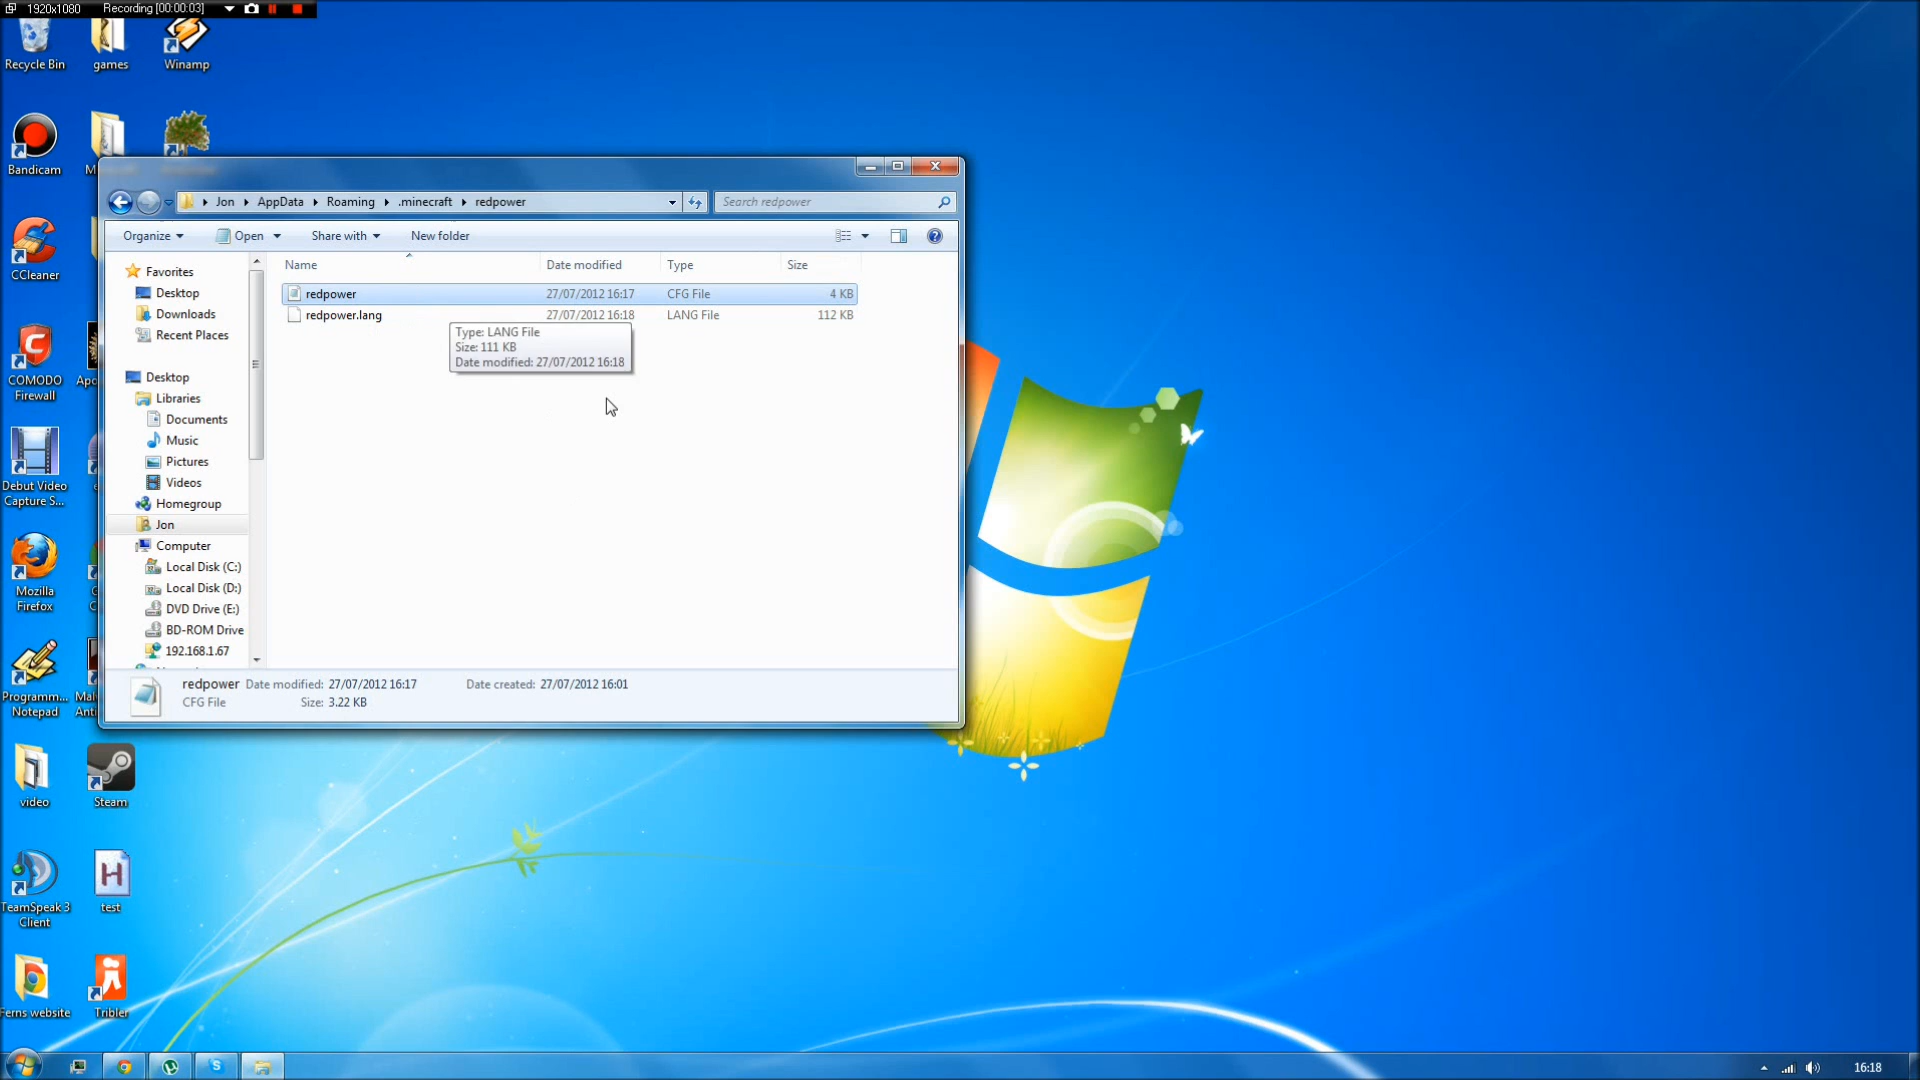 1920x1080 Recording [00:00:03]
Recycle Bin
games
Winamp
Bandicam
CCleaner
COMODO
Firewall
Debut Video
Capture S...
Mozilla
Firefox
Programm...
Notepad
video
Steam
TeamSpeak 3
Client
test
Ferns website
Tribler
Jon AppData Roaming .minecraft redpower
Search redpower
Organize Open Share with New folder
Name Date modified Type Size
redpower 27/07/2012 16:17 CFG File 4 KB
redpower.lang 27/07/2012 16:18 LANG File 112 KB
Type: LANG File
Size: 111 KB
Date modified: 27/07/2012 16:18
Favorites
Desktop
Downloads
Recent Places
Desktop
Libraries
Documents
Music
Pictures
Videos
Homegroup
Jon
Computer
Local Disk (C:)
Local Disk (D:)
DVD Drive (E:)
BD-ROM Drive
192.168.1.67
redpower Date modified: 27/07/2012 16:17 Date created: 27/07/2012 16:01
CFG File Size: 3.22 KB
16:18